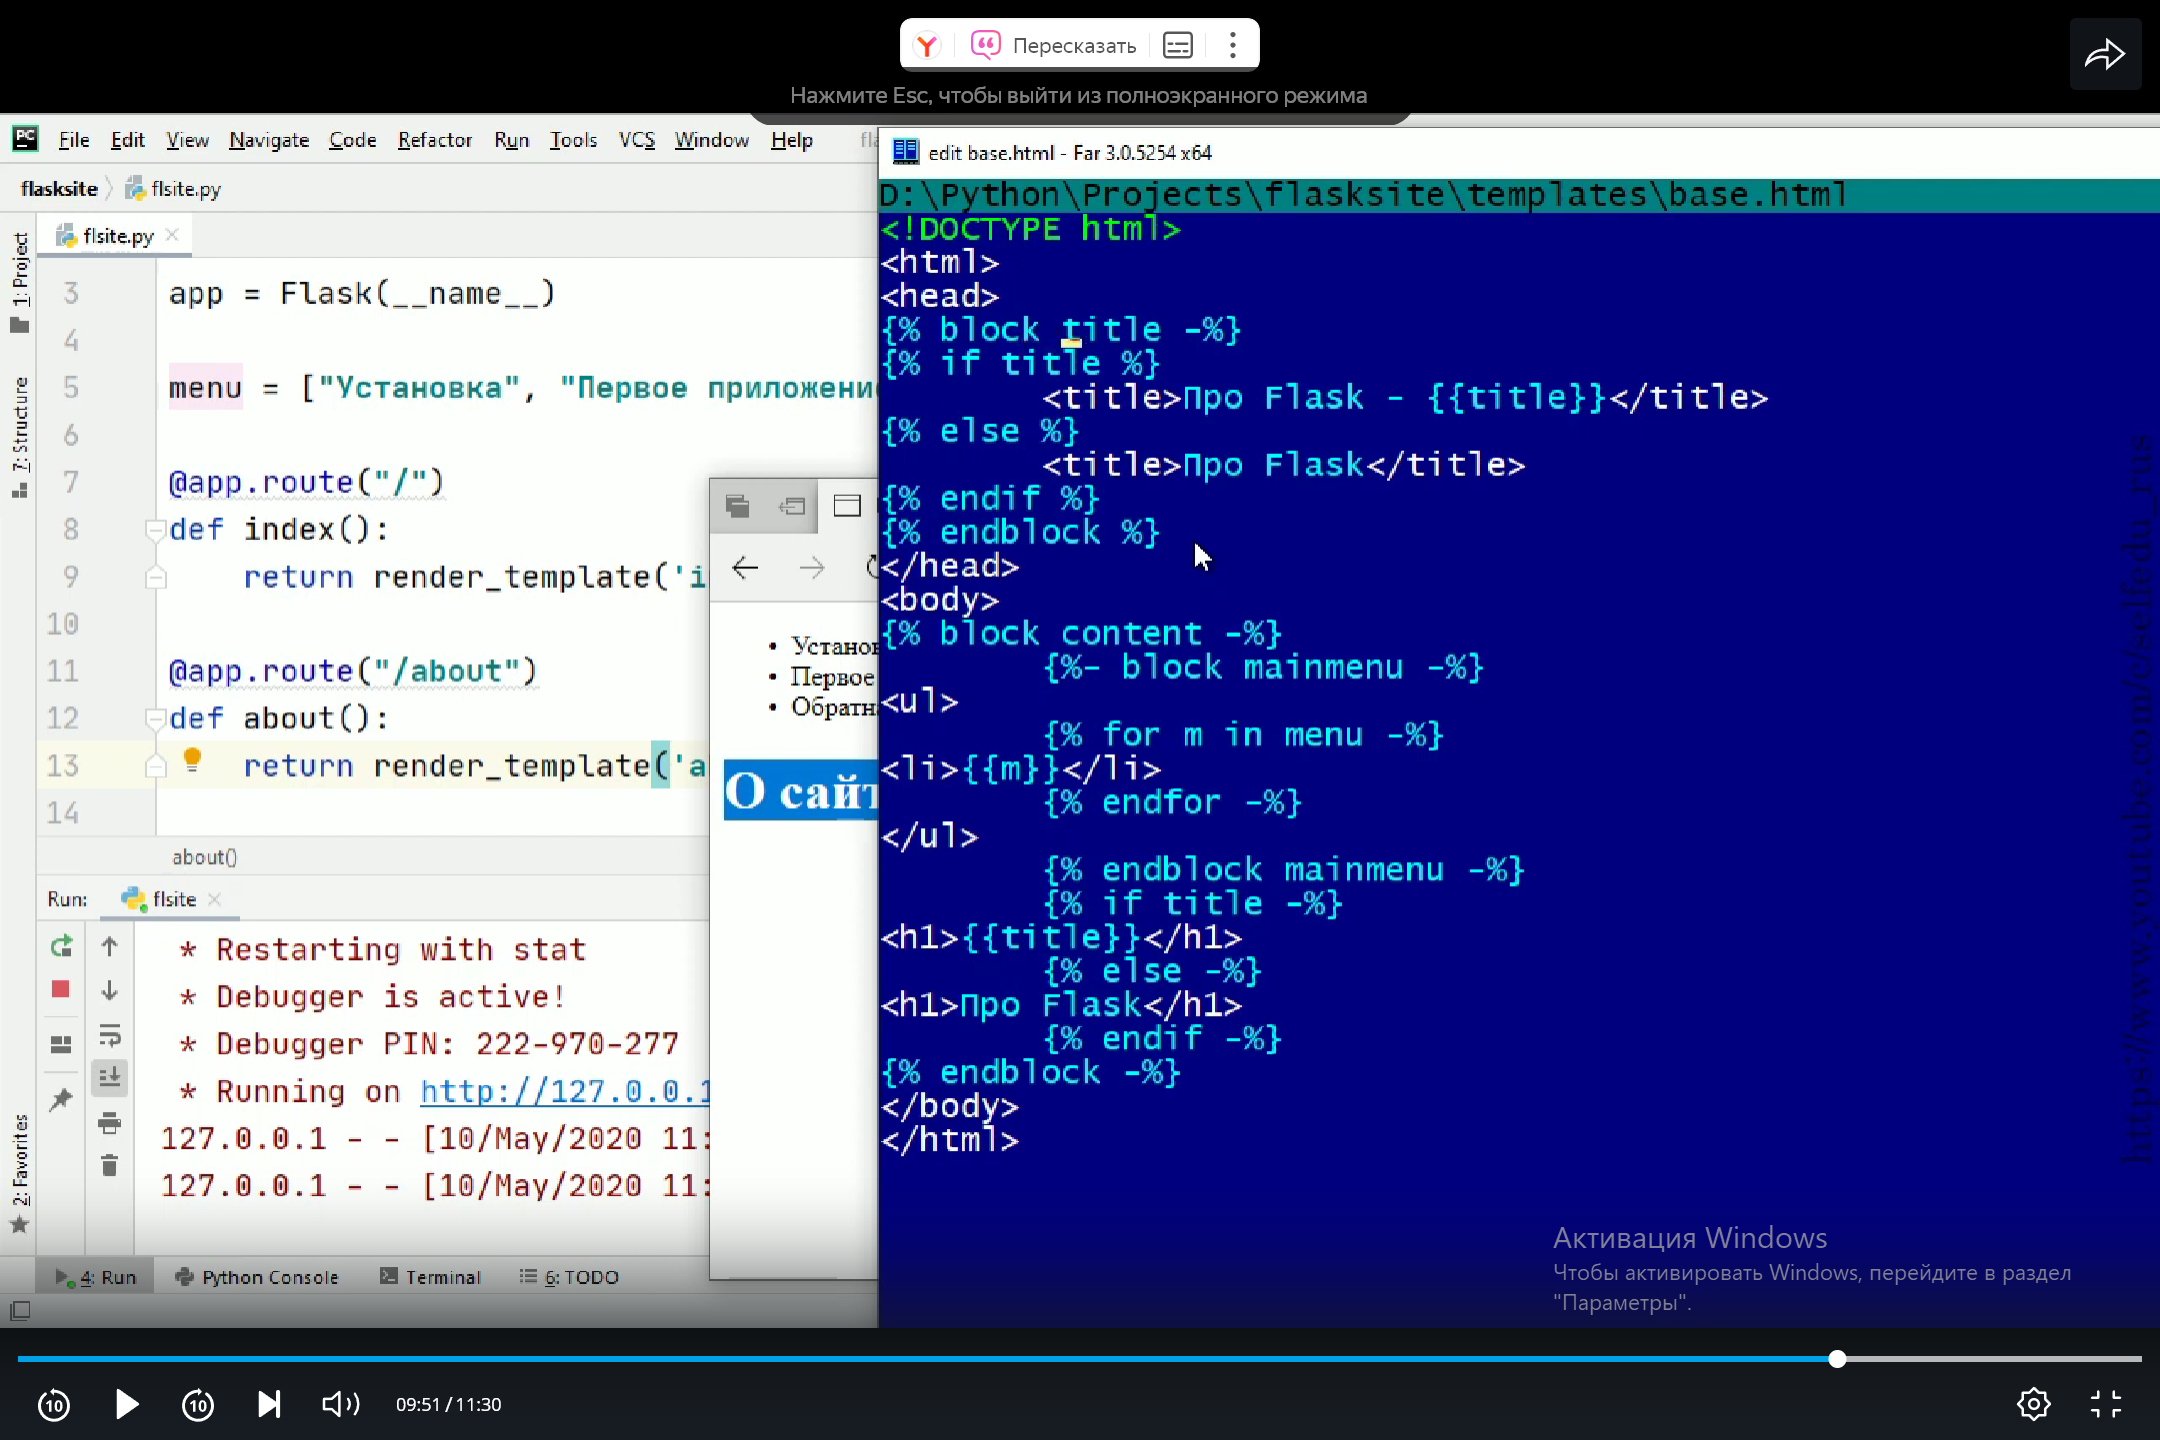 Пересказать
Нажмите Esc, чтобы выйти из полноэкранного режима
PC File Edit View Navigate Code Refactor Run Tools VCS Window Help
flasksite flsite.py
1: Project
7: Structure
2: Favorites
flsite.py
3 app = Flask(__name__)
4
5 menu = ["Установка", "Первое
6
7 @app.route("/")
8 def index():
9 return render_template('i
10
11 @app.route("/about")
12 def about():
13 return render_template('a
14
about()
Run: flsite
* Restarting with stat
* Debugger is active!
* Debugger PIN: 222-970-277
* Running on http://127.0.0.1
127.0.0.1 - - [10/May/2020 11:
127.0.0.1 - - [10/May/2020 11:
4: Run Python Console Terminal 6: TODO
• Первое
edit base.html - Far 3.0.5254 x64
D:\Python\Projects\flasksite\templates\base.html
<!DOCTYPE html>
<html>
<head>
{% block title -%}
{% if title %}
<title>Про Flask - {{title}}</title>
{% else %}
<title>Про Flask</title>
{% endif %}
{% endblock %}
</head>
<body>
{% block content -%}
{%- block mainmenu -%}
<ul>
{% for m in menu -%}
<li>{{m}}</li>
{% endfor -%}
</ul>
{% endblock mainmenu -%}
{% if title -%}
<h1>{{title}}</h1>
{% else -%}
<h1>Про Flask</h1>
{% endif -%}
{% endblock -%}
</body>
</html>
https://www.youtube.com/c/selfedu_rus
Активация Windows
Чтобы активировать Windows, перейдите в раздел
"Параметры".
10 10 09:51 / 11:30